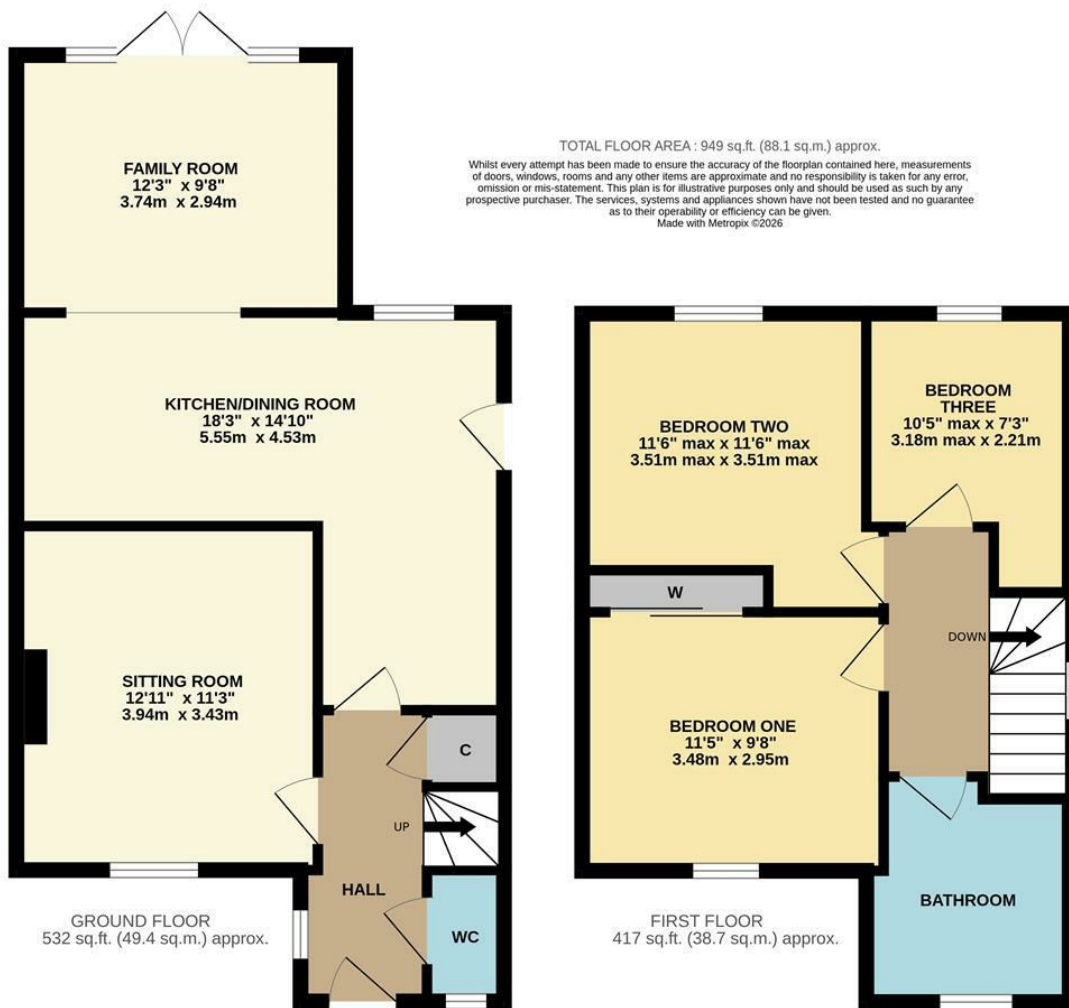 TOTAL FLOOR AREA : 949 sq.ft. (88.1 sq.m.) approx.
Whilst every attempt has been made to ensure the accuracy of the floorplan contained here, measurements
of doors, windows, rooms and any other items are approximate and no responsibility is taken for any error,
omission or mis-statement. This plan is for illustrative purposes only and should be used as such by any
prospective purchaser. The services, systems and appliances shown have not been tested and no guarantee
as to their operability or efficiency can be given.
Made with Metropix ©2026
FAMILY ROOM
12'3" x 9'8"
3.74m x 2.94m
KITCHEN/DINING ROOM
18'3" x 14'10"
5.55m x 4.53m
SITTING ROOM
12'11" x 11'3"
3.94m x 3.43m
C
UP
HALL
WC
GROUND FLOOR
532 sq.ft. (49.4 sq.m.) approx.
BEDROOM TWO
11'6" max x 11'6" max
3.51m max x 3.51m max
BEDROOM
THREE
10'5" max x 7'3"
3.18m max x 2.21m
W
DOWN
BEDROOM ONE
11'5" x 9'8"
3.48m x 2.95m
BATHROOM
FIRST FLOOR
417 sq.ft. (38.7 sq.m.) approx.